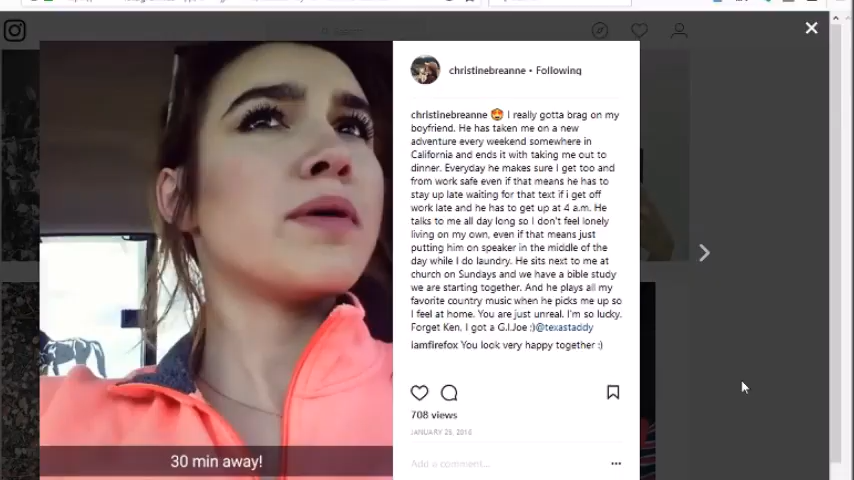 christinebreanne • Following
christinebreanne 😍 I really gotta brag on my
boyfriend. He has taken me on a new
adventure every weekend somewhere in
California and ends it with taking me out to
dinner. Everyday he makes sure I get too and
from work safe even if that means he has to
stay up late waiting for that text if i get off
work late and he has to get up at 4 a.m. He
talks to me all day long so I don't feel lonely
living on my own, even if that means just
putting him on speaker in the middle of the
day while I do laundry. He sits next to me at
church on Sundays and we have a bible study
we are starting together. And he plays all my
favorite country music when he picks me up so
I feel at home. You are just unreal. I'm so lucky.
Forget Ken, I got a G.I.Joe ;)@texastaddy
iamfirefox You look very happy together :)
708 views
JANUARY 25, 2016
Add a comment...
30 min away!